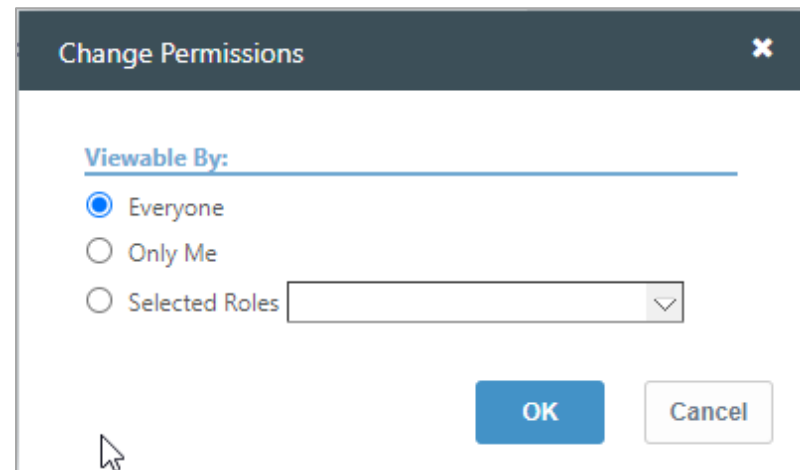 Change Permissions
Viewable By:
Everyone
Only Me
Selected Roles
OK Cancel